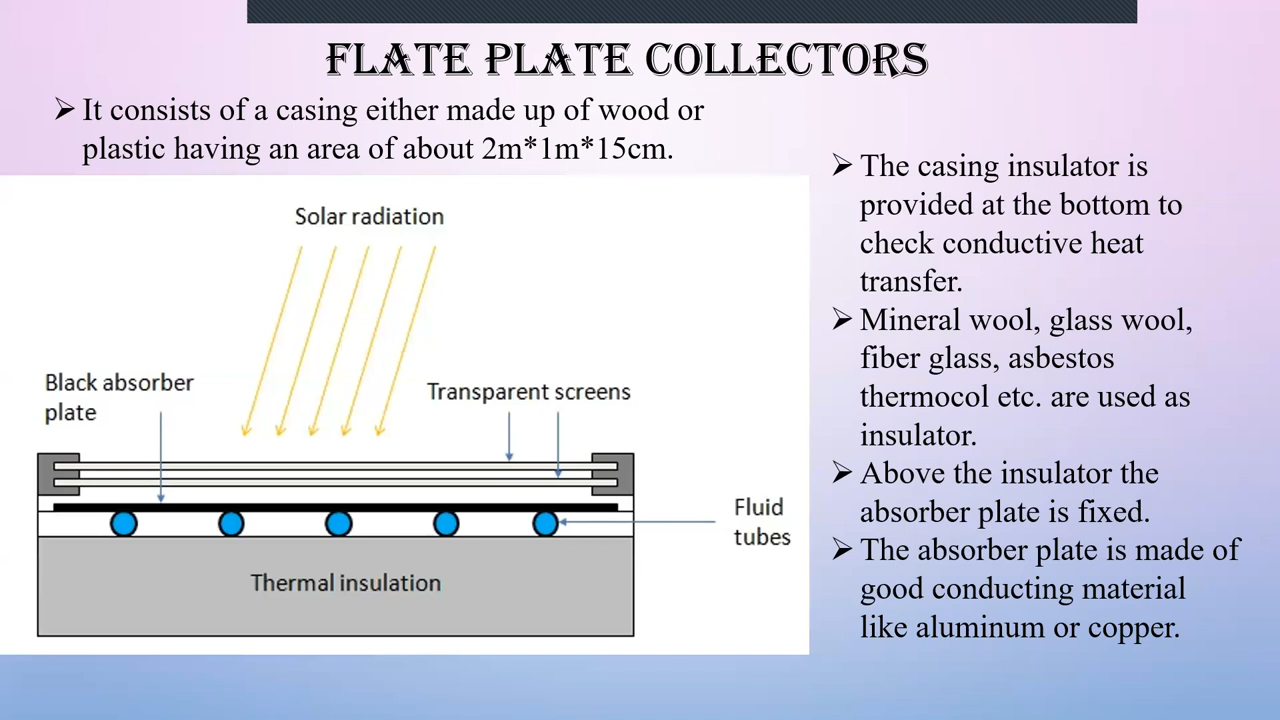 FLATE PLATE COLLECTORS
➢ It consists of a casing either made up of wood or
plastic having an area of about 2m*1m*15cm.
Solar radiation
Black absorber
plate
Transparent screens
Fluid
tubes
Thermal insulation
➢ The casing insulator is
provided at the bottom to
check conductive heat
transfer.
➢ Mineral wool, glass wool,
fiber glass, asbestos
thermocol etc. are used as
insulator.
➢ Above the insulator the
absorber plate is fixed.
➢ The absorber plate is made of
good conducting material
like aluminum or copper.